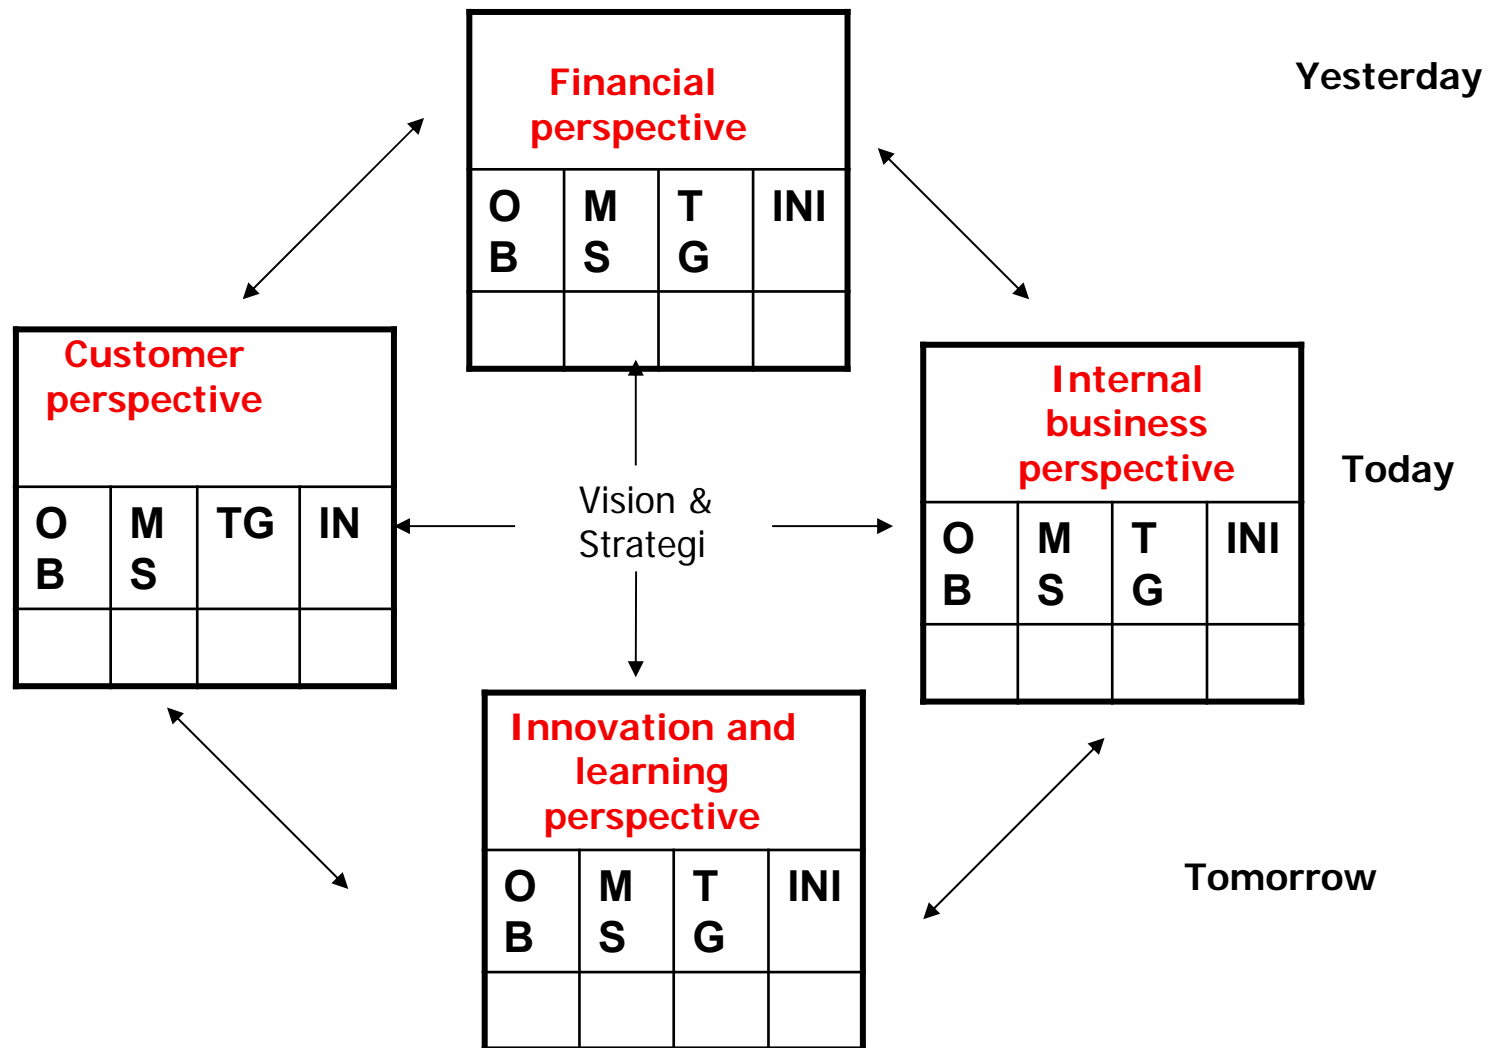 Financial
perspective
Yesterday
O M T INI
B S G
Customer
perspective
O M TG IN
B S
Vision &
Strategi
Internal
business
perspective
Today
O M T INI
B S G
Innovation and
learning
perspective
Tomorrow
O M T INI
B S G